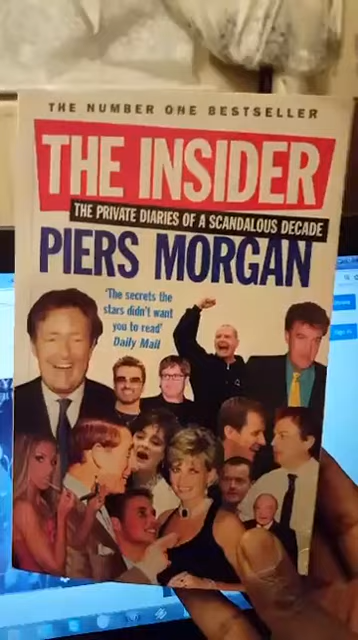 THE NUMBER ONE BESTSELLER
THE INSIDER
THE PRIVATE DIARIES OF A SCANDALOUS DECADE
PIERS MORGAN
'The secrets the
stars didn't want
you to read'
Daily Mail